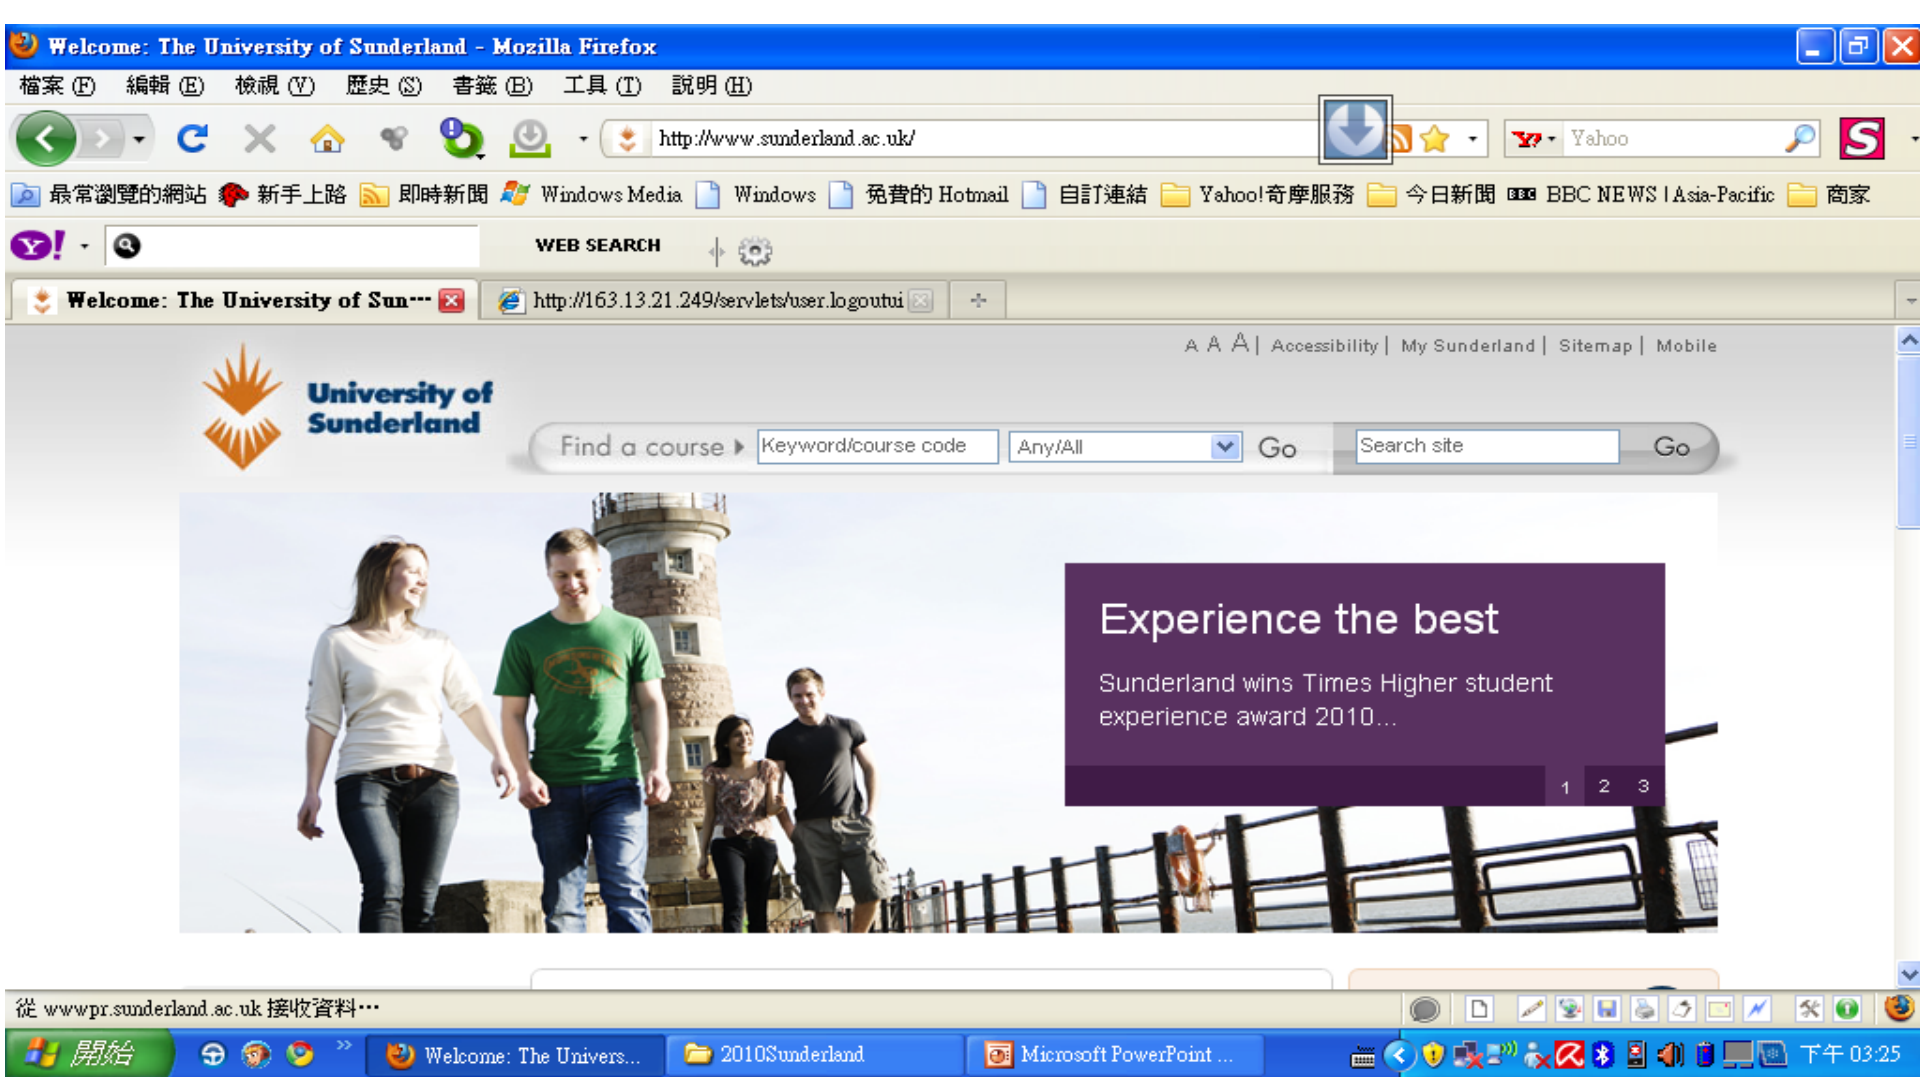 Welcome: The University of Sunderland - Mozilla Firefox
檔案 (F) 編輯 (E) 檢視 (V) 歷史 (S) 書籤 (B) 工具 (T) 說明 (H)
http://www.sunderland.ac.uk/ Yahoo
最常瀏覽的網站 新手上路 即時新聞 Windows Media Windows 免費的 Hotmail 自訂連結 Yahoo!奇摩服務 今日新聞 BBC BBC NEWS | Asia-Pacific 商家
Y! WEB SEARCH
Welcome: The University of Sun… http://163.13.21.249/servlets/user.logoutui
A A A | Accessibility | My Sunderland | Sitemap | Mobile
University of
Sunderland
Find a course Keyword/course code Any/All Go Search site Go
Experience the best
Sunderland wins Times Higher student
experience award 2010...
1 2 3
從 wwwpr.sunderland.ac.uk 接收資料…
開始 Welcome: The Univers... 2010Sunderland Microsoft PowerPoint ... 下午 03:25